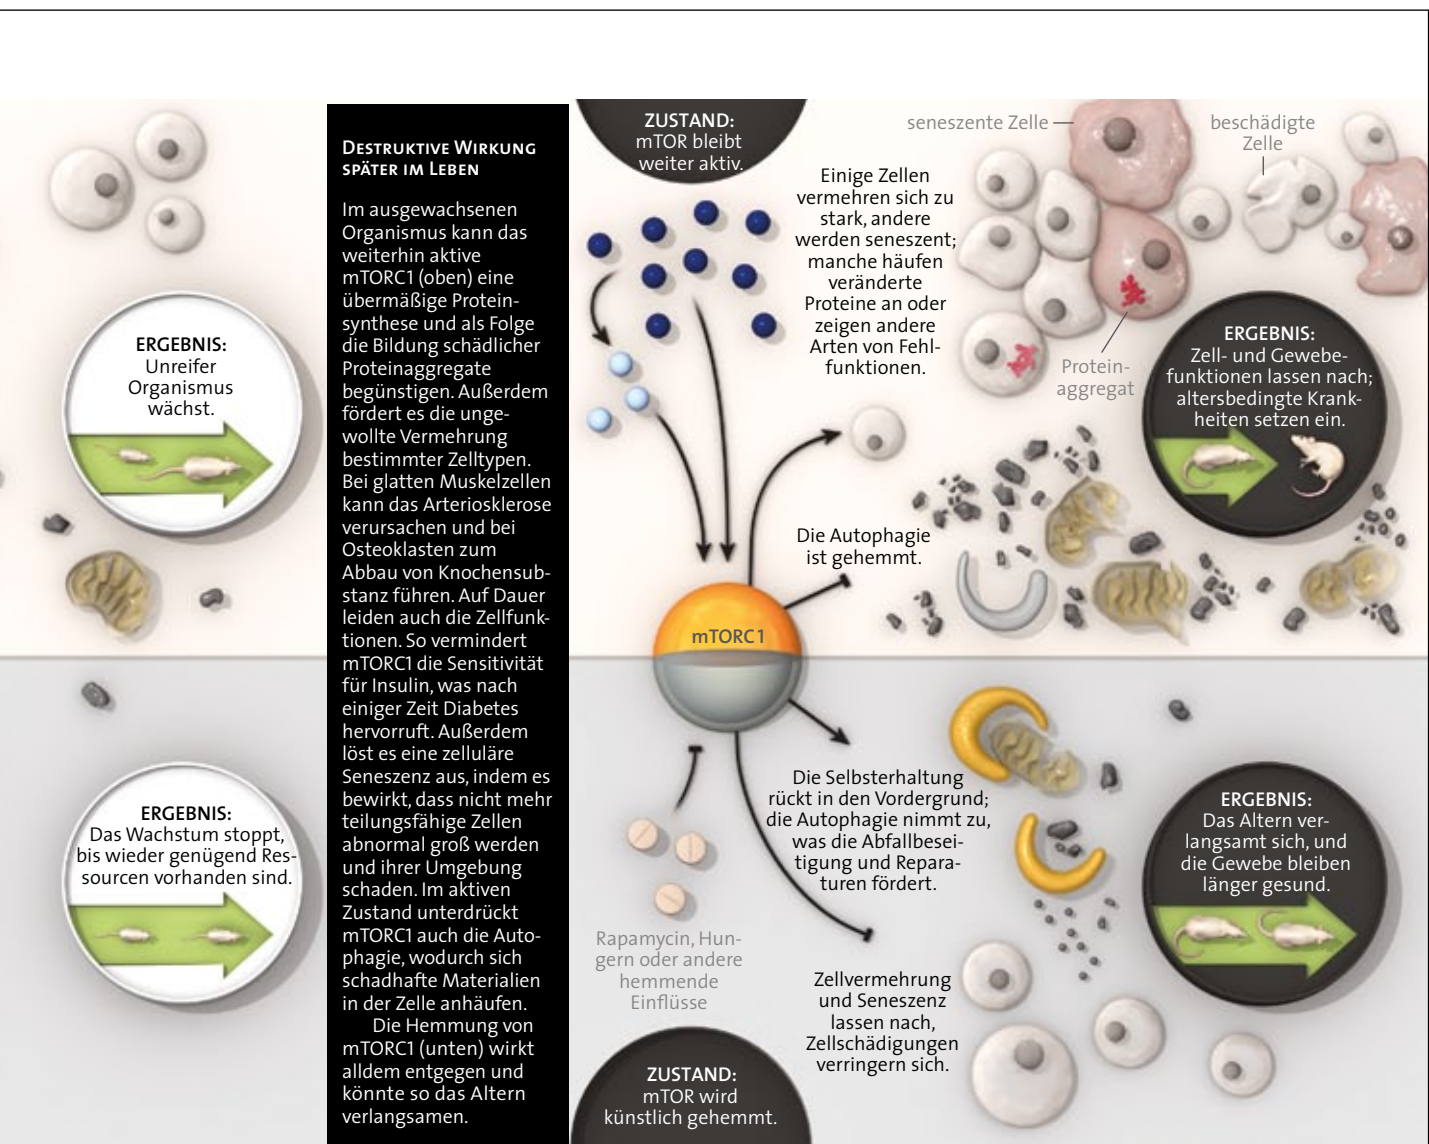 ERGEBNIS:
Unreifer
Organismus
wächst.
ERGEBNIS:
Das Wachstum stoppt,
bis wieder genügend Res-
sourcen vorhanden sind.
DESTRUKTIVE WIRKUNG
SPÄTER IM LEBEN
Im ausgewachsenen
Organismus kann das
weiterhin aktive
mTORC1 (oben) eine
übermäßige Protein-
synthese und als Folge
die Bildung schädlicher
Proteinaggregate
begünstigen. Außerdem
fördert es die unge-
wollte Vermehrung
bestimmter Zelltypen.
Bei glatten Muskelzellen
kann das Arteriosklerose
verursachen und bei
Osteoklasten zum
Abbau von Knochensub-
stanz führen. Auf Dauer
leiden auch die Zellfunk-
tionen. So vermindert
mTORC1 die Sensitivität
für Insulin, was nach
einiger Zeit Diabetes
hervorruft. Außerdem
löst es eine zelluläre
Seneszenz aus, indem es
bewirkt, dass nicht mehr
teilungsfähige Zellen
abnormal groß werden
und ihrer Umgebung
schaden. Im aktiven
Zustand unterdrückt
mTORC1 auch die Auto-
phagie, wodurch sich
schadhafte Materialien
in der Zelle anhäufen.
Die Hemmung von
mTORC1 (unten) wirkt
alldem entgegen und
könnte so das Altern
verlangsamen.
ZUSTAND:
mTOR bleibt
weiter aktiv.
Einige Zellen
vermehren sich zu
stark, andere
werden seneszent;
manche häufen
veränderte
Proteine an oder
zeigen andere
Arten von Fehl-
funktionen.
seneszente Zelle
beschädigte
Zelle
Protein-
aggregat
ERGEBNIS:
Zell- und Gewebe-
funktionen lassen nach;
altersbedingte Krank-
heiten setzen ein.
Die Autophagie
ist gehemmt.
mTORC1
Die Selbsterhaltung
rückt in den Vordergrund;
die Autophagie nimmt zu,
was die Abfallbesei-
tigung und Repara-
turen fördert.
Rapamycin, Hun-
gern oder andere
hemmende
Einflüsse
Zellvermehrung
und Seneszenz
lassen nach,
Zellschädigungen
verringern sich.
ERGEBNIS:
Das Altern ver-
langsamt sich, und
die Gewebe bleiben
länger gesund.
ZUSTAND:
mTOR wird
künstlich gehemmt.